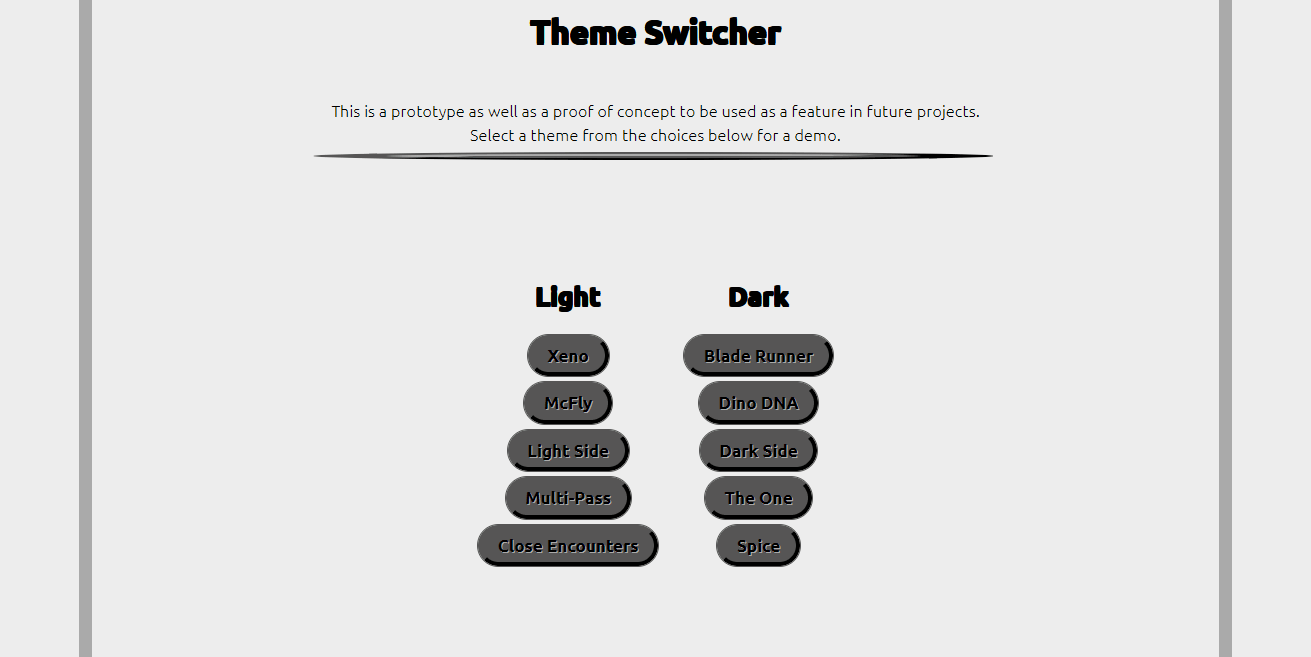 Theme Switcher
This is a prototype as well as a proof of concept to be used as a feature in future projects.
Select a theme from the choices below for a demo.
Light
Xeno
McFly
Light Side
Multi-Pass
Close Encounters
Dark
Blade Runner
Dino DNA
Dark Side
The One
Spice